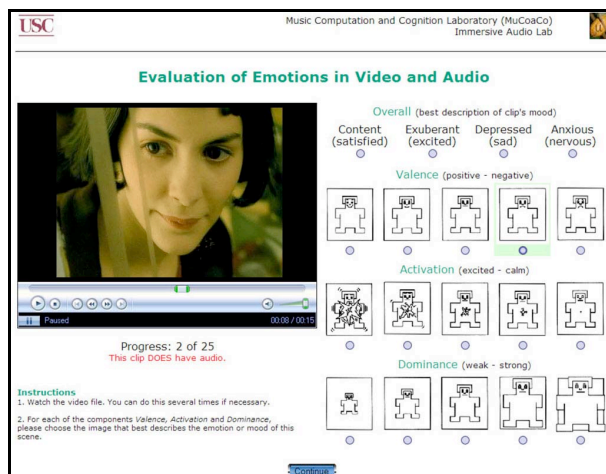 USC
Music Computation and Cognition Laboratory (MuCoaCo)
Immersive Audio Lab
Evaluation of Emotions in Video and Audio
Overall (best description of clip's mood)
Content Exuberant Depressed Anxious
(satisfied) (excited) (sad) (nervous)
Valence (positive - negative)
Activation (excited - calm)
Paused 00:08 / 00:15
Progress: 2 of 25
This clip DOES have audio.
Dominance (weak - strong)
Instructions
1. Watch the video file. You can do this several times if necessary.
2. For each of the components Valence, Activation and Dominance,
please choose the image that best describes the emotion or mood of this
scene.
Continue